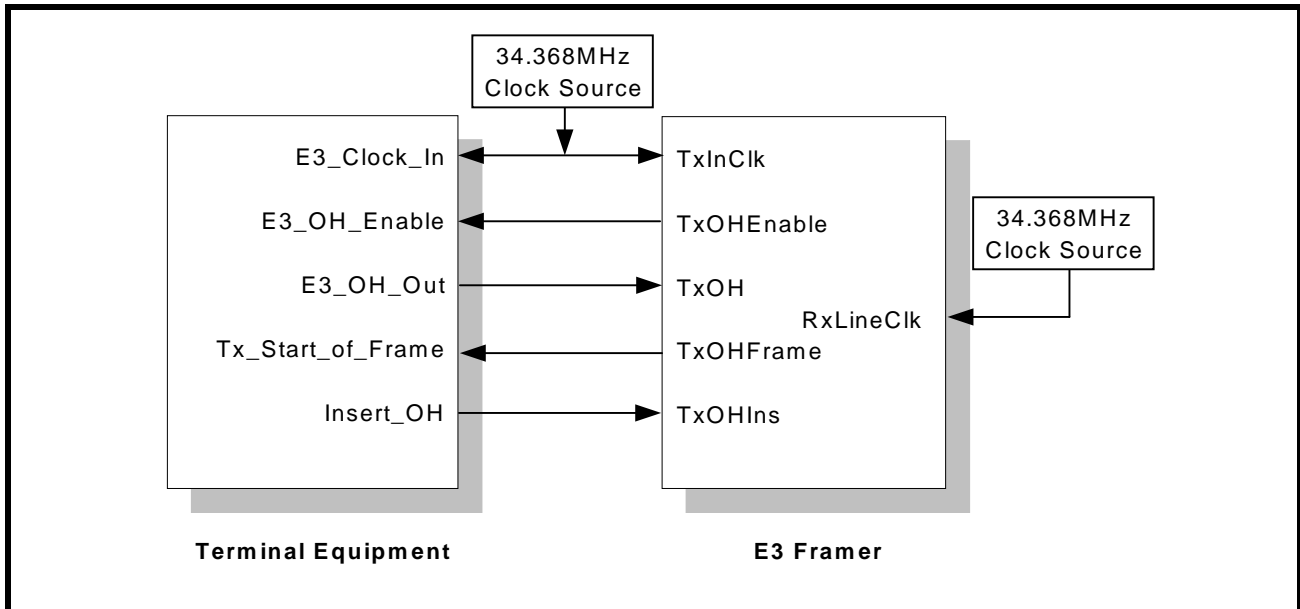 34.368MHz
Clock Source
E3_Clock_In
TxInClk
E3_OH_Enable
TxOHEnable
34.368MHz
Clock Source
E3_OH_Out
TxOH
RxLineClk
Tx_Start_of_Frame
TxOHFrame
Insert_OH
TxOHIns
Terminal Equipment
E3 Framer